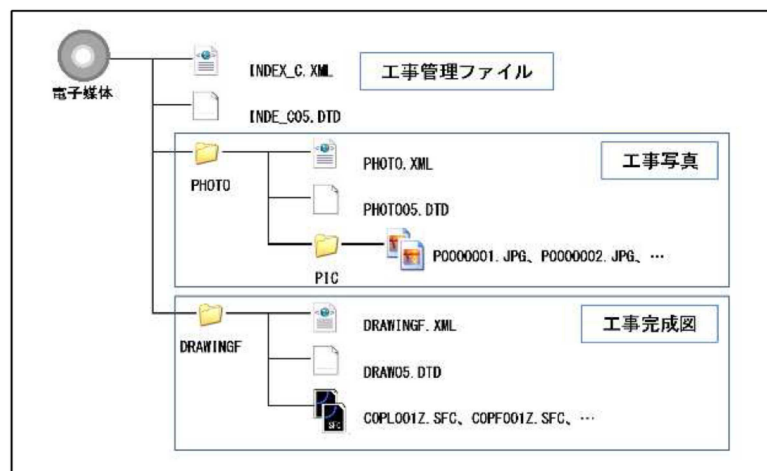 電子媒体
INDEX_C.XML
工事管理ファイル
INDE_C05.DTD
PHOTO
PHOTO.XML
工事写真
PHOTO05.DTD
PIC
P0000001.JPG、P0000002.JPG、…
DRAWINGF
DRAWINGF.XML
工事完成図
DRAW05.DTD
SFC
COPL001Z.SFC、COPF001Z.SFC、…